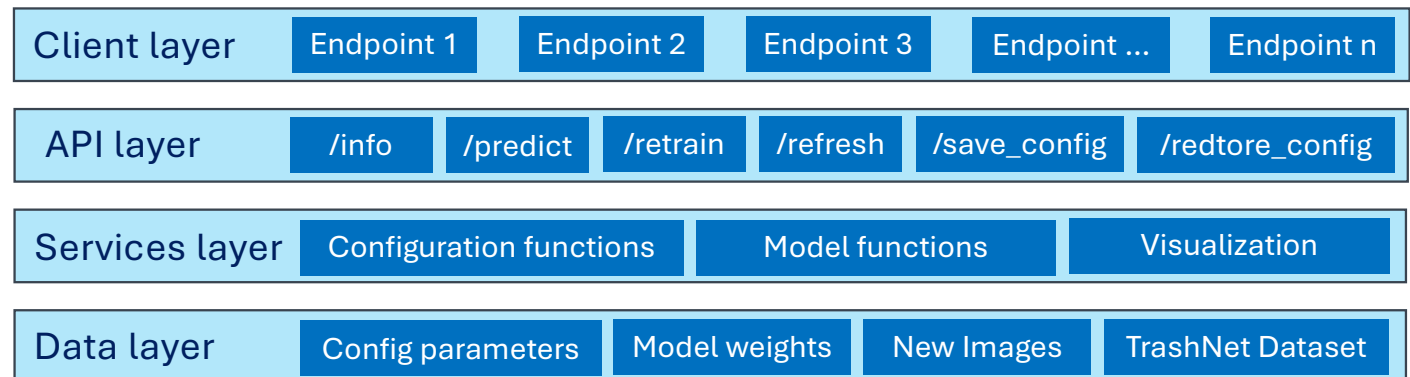 Client layer Endpoint 1 Endpoint 2 Endpoint 3 Endpoint ... Endpoint n
API layer /info /predict /retrain /refresh /save_config /redtore_config
Services layer Configuration functions Model functions Visualization
Data layer Config parameters Model weights New Images TrashNet Dataset